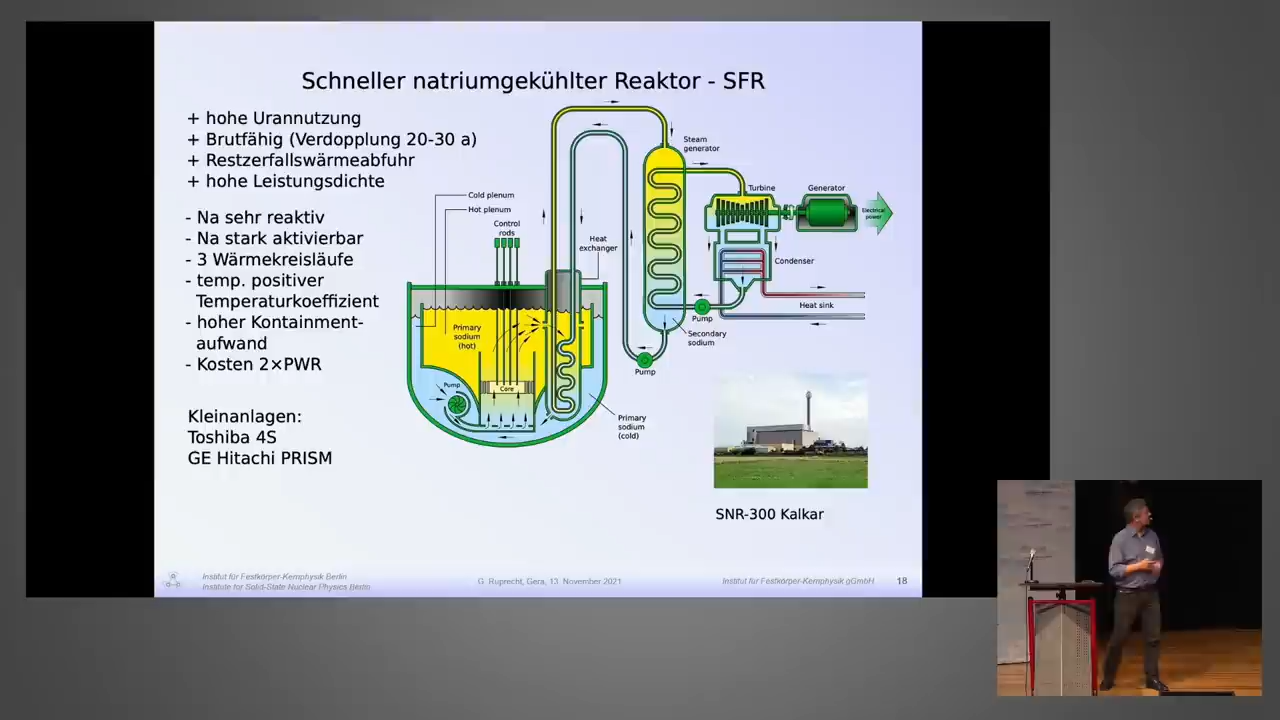 Schneller natriumgekühlter Reaktor - SFR
+ hohe Urannutzung
+ Brutfähig (Verdopplung 20-30 a)
+ Restzerfallswärmeabfuhr
+ hohe Leistungsdichte
- Na sehr reaktiv
- Na stark aktivierbar
- 3 Wärmekreisläufe
- temp. positiver
Temperaturkoeffizient
- hoher Kontainment-
aufwand
- Kosten 2×PWR
Kleinanlagen:
Toshiba 4S
GE Hitachi PRISM
Cold plenum
Hot plenum
Control
rods
Heat
exchanger
Steam
generator
Turbine
Generator
Electrical
power
Condenser
Heat sink
Pump
Secondary
sodium
Pump
Primary
sodium
(hot)
Pump
Core
Primary
sodium
(cold)
SNR-300 Kalkar
Institut für Festkörper-Kernphysik Berlin
Institute for Solid-State Nuclear Physics Berlin
G. Ruprecht, Gera, 13. November 2021
Institut für Festkörper-Kernphysik gGmbH
18